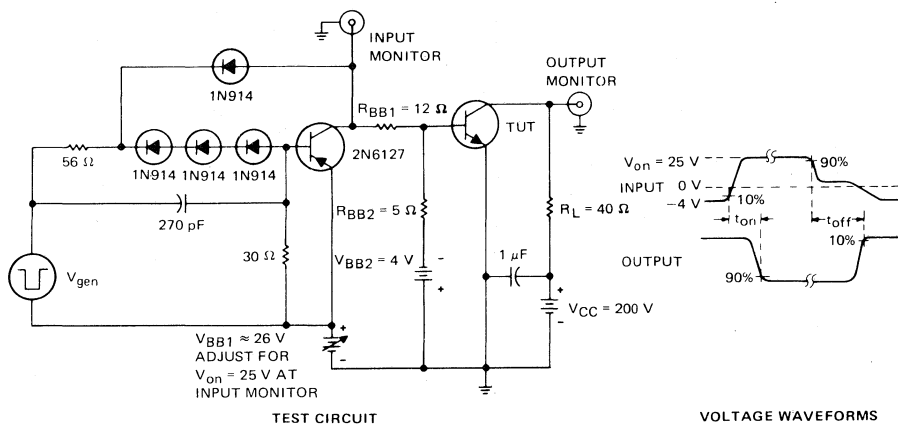 INPUT
MONITOR
OUTPUT
MONITOR
1N914
R_BB1 = 12 Ω
TUT
56 Ω
1N914 1N914 1N914
2N6127
270 pF
R_BB2 = 5 Ω
R_L = 40 Ω
30 Ω
1 μF
V_gen
V_BB2 = 4 V
-
+
+
-
V_CC = 200 V
V_BB1 ≈ 26 V
ADJUST FOR
V_on = 25 V AT
INPUT MONITOR
+
-
TEST CIRCUIT
V_on = 25 V
90%
INPUT 0 V
-4 V
10%
t_on
t_off
10%
OUTPUT
90%
VOLTAGE WAVEFORMS